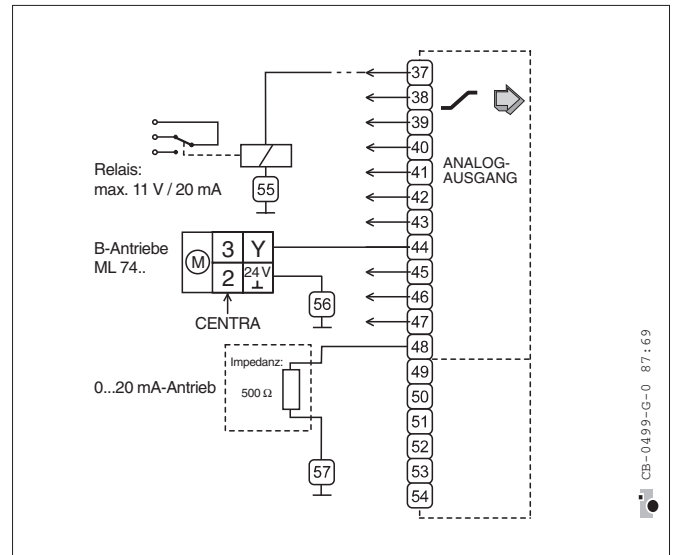 37
38
39
40
41
42
43
44
45
46
47
48
49
50
51
52
53
54
ANALOG-
AUSGANG
Relais:
max. 11 V / 20 mA
55
B-Antriebe
ML 74..
M
3 Y
2 24 V
56
CENTRA
0...20 mA-Antrieb
Impedanz:
500 Ω
57
CB-0499-G-0 87:69